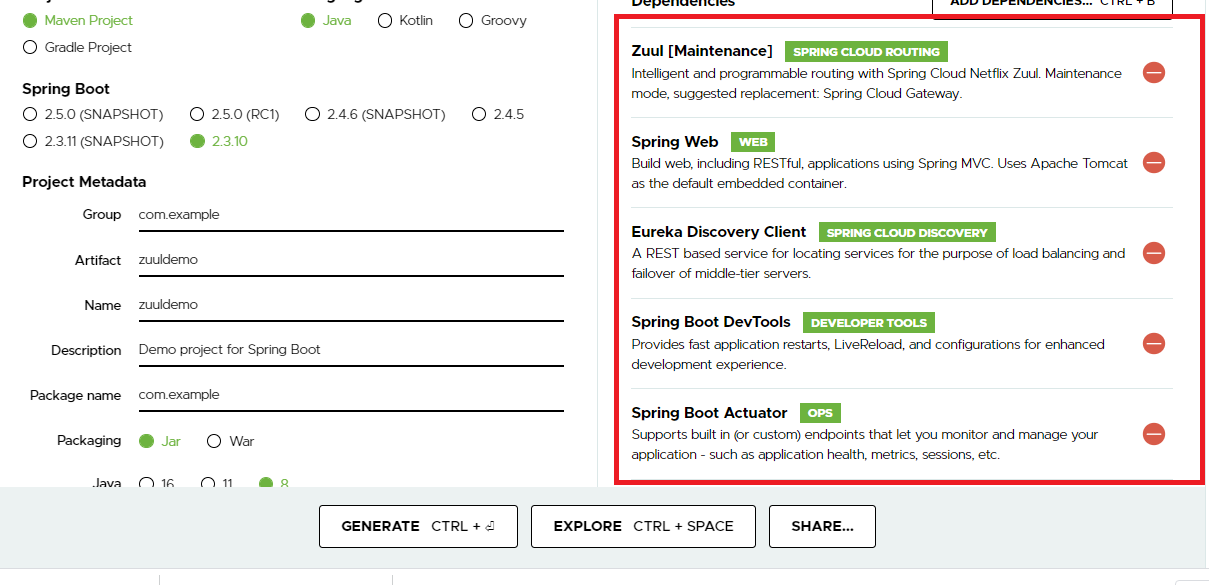 Maven Project Java Kotlin Groovy
Gradle Project
Spring Boot
2.5.0 (SNAPSHOT) 2.5.0 (RC1) 2.4.6 (SNAPSHOT) 2.4.5
2.3.11 (SNAPSHOT) 2.3.10
Project Metadata
Group com.example
Artifact zuuldemo
Name zuuldemo
Description Demo project for Spring Boot
Package name com.example
Packaging Jar War
Java 16 11 8
Dependencies ADD DEPENDENCIES... CTRL + B
Zuul [Maintenance] SPRING CLOUD ROUTING
Intelligent and programmable routing with Spring Cloud Netflix Zuul. Maintenance
mode, suggested replacement: Spring Cloud Gateway.
Spring Web WEB
Build web, including RESTful, applications using Spring MVC. Uses Apache Tomcat
as the default embedded container.
Eureka Discovery Client SPRING CLOUD DISCOVERY
A REST based service for locating services for the purpose of load balancing and
failover of middle-tier servers.
Spring Boot DevTools DEVELOPER TOOLS
Provides fast application restarts, LiveReload, and configurations for enhanced
development experience.
Spring Boot Actuator OPS
Supports built in (or custom) endpoints that let you monitor and manage your
application - such as application health, metrics, sessions, etc.
GENERATE CTRL + ⏎ EXPLORE CTRL + SPACE SHARE...